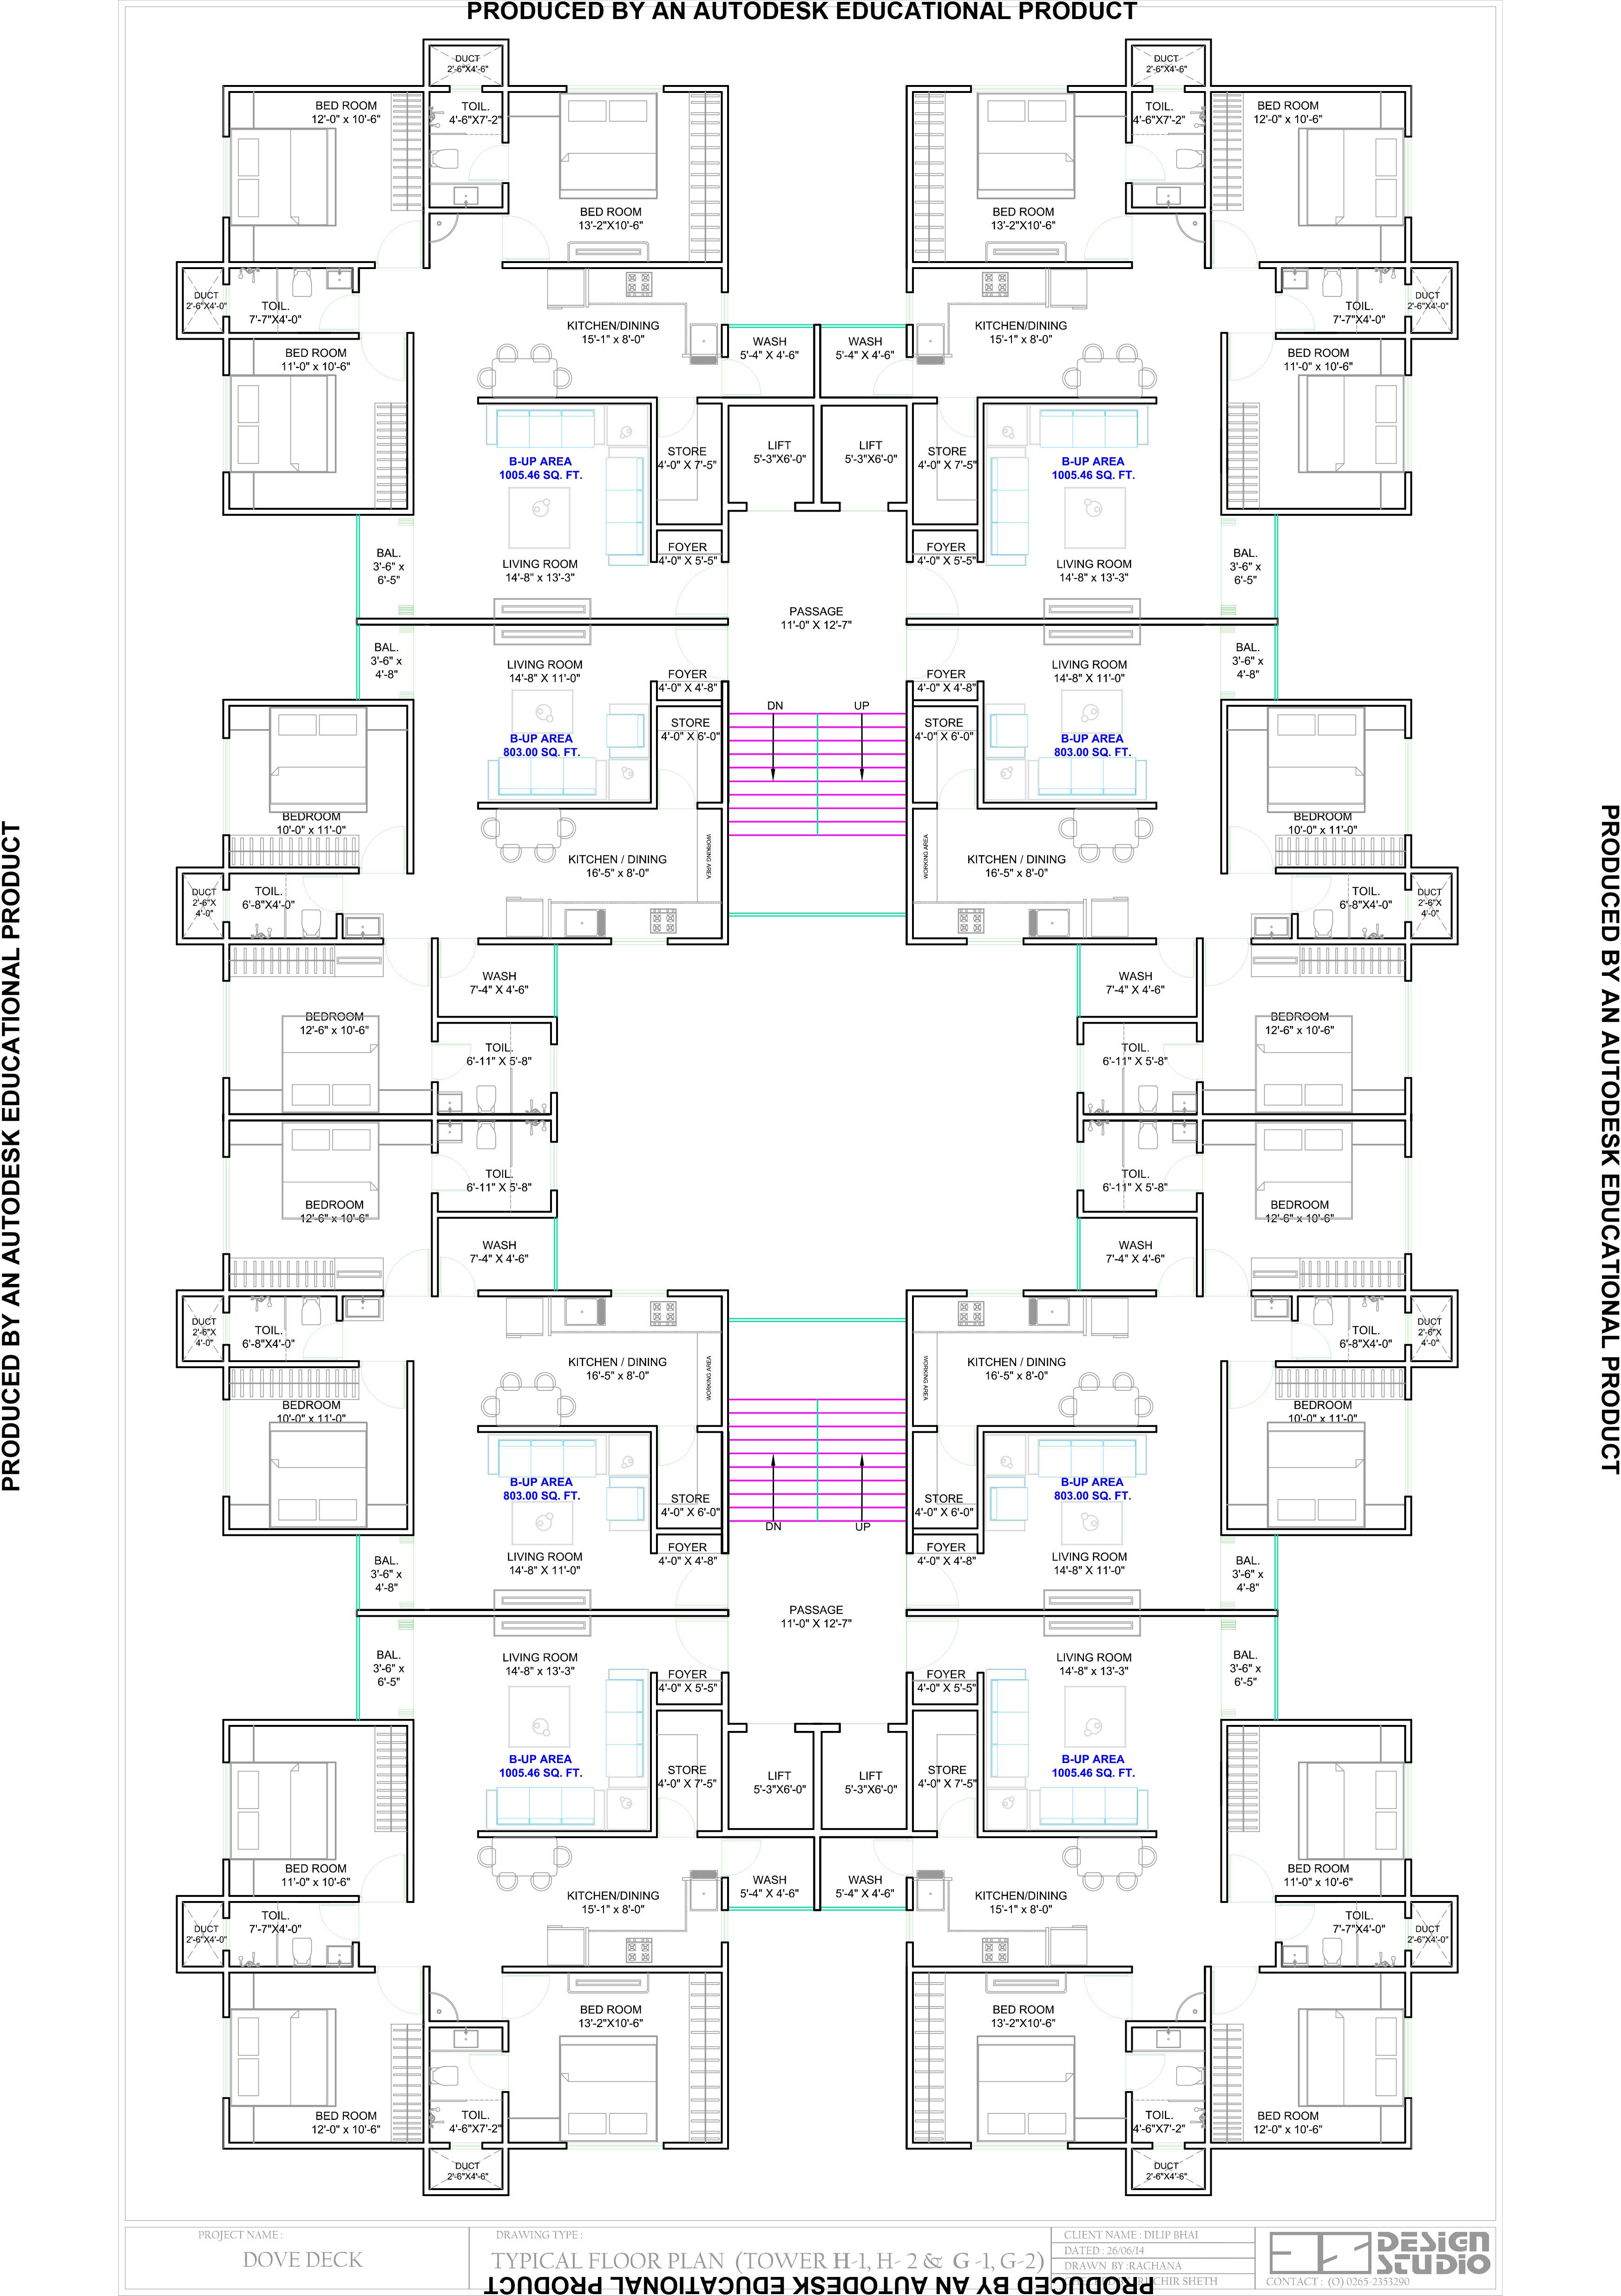 PRODUCED BY AN AUTODESK EDUCATIONAL PRODUCT
DUCT
2'-6"X4'-6"
DUCT
2'-6"X4'-6"
BED ROOM
12'-0" x 10'-6"
TOIL.
4'-6"X7'-2"
TOIL.
4'-6"X7'-2"
BED ROOM
12'-0" x 10'-6"
BED ROOM
13'-2"X10'-6"
BED ROOM
13'-2"X10'-6"
DUCT
2'-6"X4'-0"
TOIL.
7'-7"X4'-0"
KITCHEN/DINING
15'-1" x 8'-0"
KITCHEN/DINING
15'-1" x 8'-0"
TOIL.
7'-7"X4'-0"
DUCT
2'-6"X4'-0"
BED ROOM
11'-0" x 10'-6"
WASH
5'-4" X 4'-6"
WASH
5'-4" X 4'-6"
BED ROOM
11'-0" x 10'-6"
B-UP AREA
1005.46 SQ. FT.
STORE
4'-0" X 7'-5"
LIFT
5'-3"X6'-0"
LIFT
5'-3"X6'-0"
STORE
4'-0" X 7'-5"
B-UP AREA
1005.46 SQ. FT.
BAL.
3'-6" x
6'-5"
LIVING ROOM
14'-8" x 13'-3"
FOYER
4'-0" X 5'-5"
FOYER
4'-0" X 5'-5"
LIVING ROOM
14'-8" x 13'-3"
BAL.
3'-6" x
6'-5"
PASSAGE
11'-0" X 12'-7"
BAL.
3'-6" x
4'-8"
LIVING ROOM
14'-8" X 11'-0"
FOYER
4'-0" X 4'-8"
FOYER
4'-0" X 4'-8"
LIVING ROOM
14'-8" X 11'-0"
BAL.
3'-6" x
4'-8"
DN
UP
B-UP AREA
803.00 SQ. FT.
STORE
4'-0" X 6'-0"
STORE
4'-0" X 6'-0"
B-UP AREA
803.00 SQ. FT.
BEDROOM
10'-0" x 11'-0"
BEDROOM
10'-0" x 11'-0"
KITCHEN / DINING
16'-5" x 8'-0"
WORKING AREA
WORKING AREA
KITCHEN / DINING
16'-5" x 8'-0"
DUCT
2'-6"X
4'-0"
TOIL.
6'-8"X4'-0"
TOIL.
6'-8"X4'-0"
DUCT
2'-6"X
4'-0"
WASH
7'-4" X 4'-6"
WASH
7'-4" X 4'-6"
BEDROOM
12'-6" x 10'-6"
BEDROOM
12'-6" x 10'-6"
TOIL.
6'-11" X 5'-8"
TOIL.
6'-11" X 5'-8"
PRODUCED BY AN AUTODESK EDUCATIONAL PRODUCT
PRODUCED BY AN AUTODESK EDUCATIONAL PRODUCT
TOIL.
6'-11" X 5'-8"
TOIL.
6'-11" X 5'-8"
BEDROOM
12'-6" x 10'-6"
BEDROOM
12'-6" x 10'-6"
WASH
7'-4" X 4'-6"
WASH
7'-4" X 4'-6"
DUCT
2'-6"X
4'-0"
TOIL.
6'-8"X4'-0"
TOIL.
6'-8"X4'-0"
DUCT
2'-6"X
4'-0"
KITCHEN / DINING
16'-5" x 8'-0"
WORKING AREA
WORKING AREA
KITCHEN / DINING
16'-5" x 8'-0"
BEDROOM
10'-0" x 11'-0"
BEDROOM
10'-0" x 11'-0"
B-UP AREA
803.00 SQ. FT.
STORE
4'-0" X 6'-0"
STORE
4'-0" X 6'-0"
B-UP AREA
803.00 SQ. FT.
DN
UP
BAL.
3'-6" x
4'-8"
LIVING ROOM
14'-8" X 11'-0"
FOYER
4'-0" X 4'-8"
FOYER
4'-0" X 4'-8"
LIVING ROOM
14'-8" X 11'-0"
BAL.
3'-6" x
4'-8"
PASSAGE
11'-0" X 12'-7"
BAL.
3'-6" x
6'-5"
LIVING ROOM
14'-8" x 13'-3"
FOYER
4'-0" X 5'-5"
FOYER
4'-0" X 5'-5"
LIVING ROOM
14'-8" x 13'-3"
BAL.
3'-6" x
6'-5"
B-UP AREA
1005.46 SQ. FT.
STORE
4'-0" X 7'-5"
LIFT
5'-3"X6'-0"
LIFT
5'-3"X6'-0"
STORE
4'-0" X 7'-5"
B-UP AREA
1005.46 SQ. FT.
BED ROOM
11'-0" x 10'-6"
WASH
5'-4" X 4'-6"
WASH
5'-4" X 4'-6"
BED ROOM
11'-0" x 10'-6"
DUCT
2'-6"X4'-0"
TOIL.
7'-7"X4'-0"
KITCHEN/DINING
15'-1" x 8'-0"
KITCHEN/DINING
15'-1" x 8'-0"
TOIL.
7'-7"X4'-0"
DUCT
2'-6"X4'-0"
BED ROOM
13'-2"X10'-6"
BED ROOM
13'-2"X10'-6"
BED ROOM
12'-0" x 10'-6"
TOIL.
4'-6"X7'-2"
TOIL.
4'-6"X7'-2"
BED ROOM
12'-0" x 10'-6"
DUCT
2'-6"X4'-6"
DUCT
2'-6"X4'-6"
PROJECT NAME :
DOVE DECK
DRAWING TYPE :
TYPICAL FLOOR PLAN (TOWER H-1, H- 2 & G -1, G-2)
CLIENT NAME : DILIP BHAI
DATED : 26/06/14
DRAWN BY :RACHANA
RUCHIR SHETH
DESIGN
STUDIO
CONTACT : (O) 0265-2353290
PRODUCED BY AN AUTODESK EDUCATIONAL PRODUCT